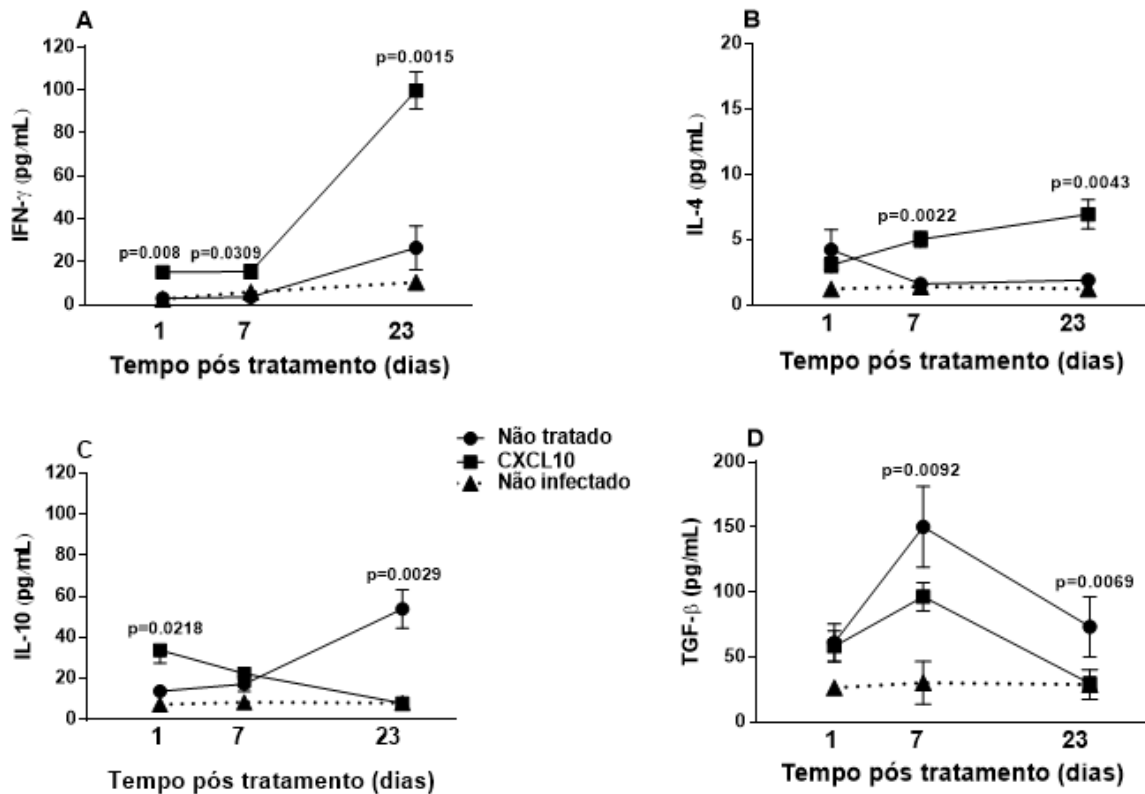 A
IFN-γ (pg/mL)
120
100
80
60
40
20
0
p=0.008
p=0.0309
p=0.0015
1
7
23
Tempo pós tratamento (dias)
B
IL-4 (pg/mL)
20
15
10
5
0
p=0.0022
p=0.0043
1
7
23
Tempo pós tratamento (dias)
C
IL-10 (pg/mL)
120
100
80
60
40
20
0
p=0.0218
p=0.0029
1
7
23
Tempo pós tratamento (dias)
Não tratado
CXCL10
Não infectado
D
TGF-β (pg/mL)
200
150
100
50
0
p=0.0092
p=0.0069
1
7
23
Tempo pós tratamento (dias)